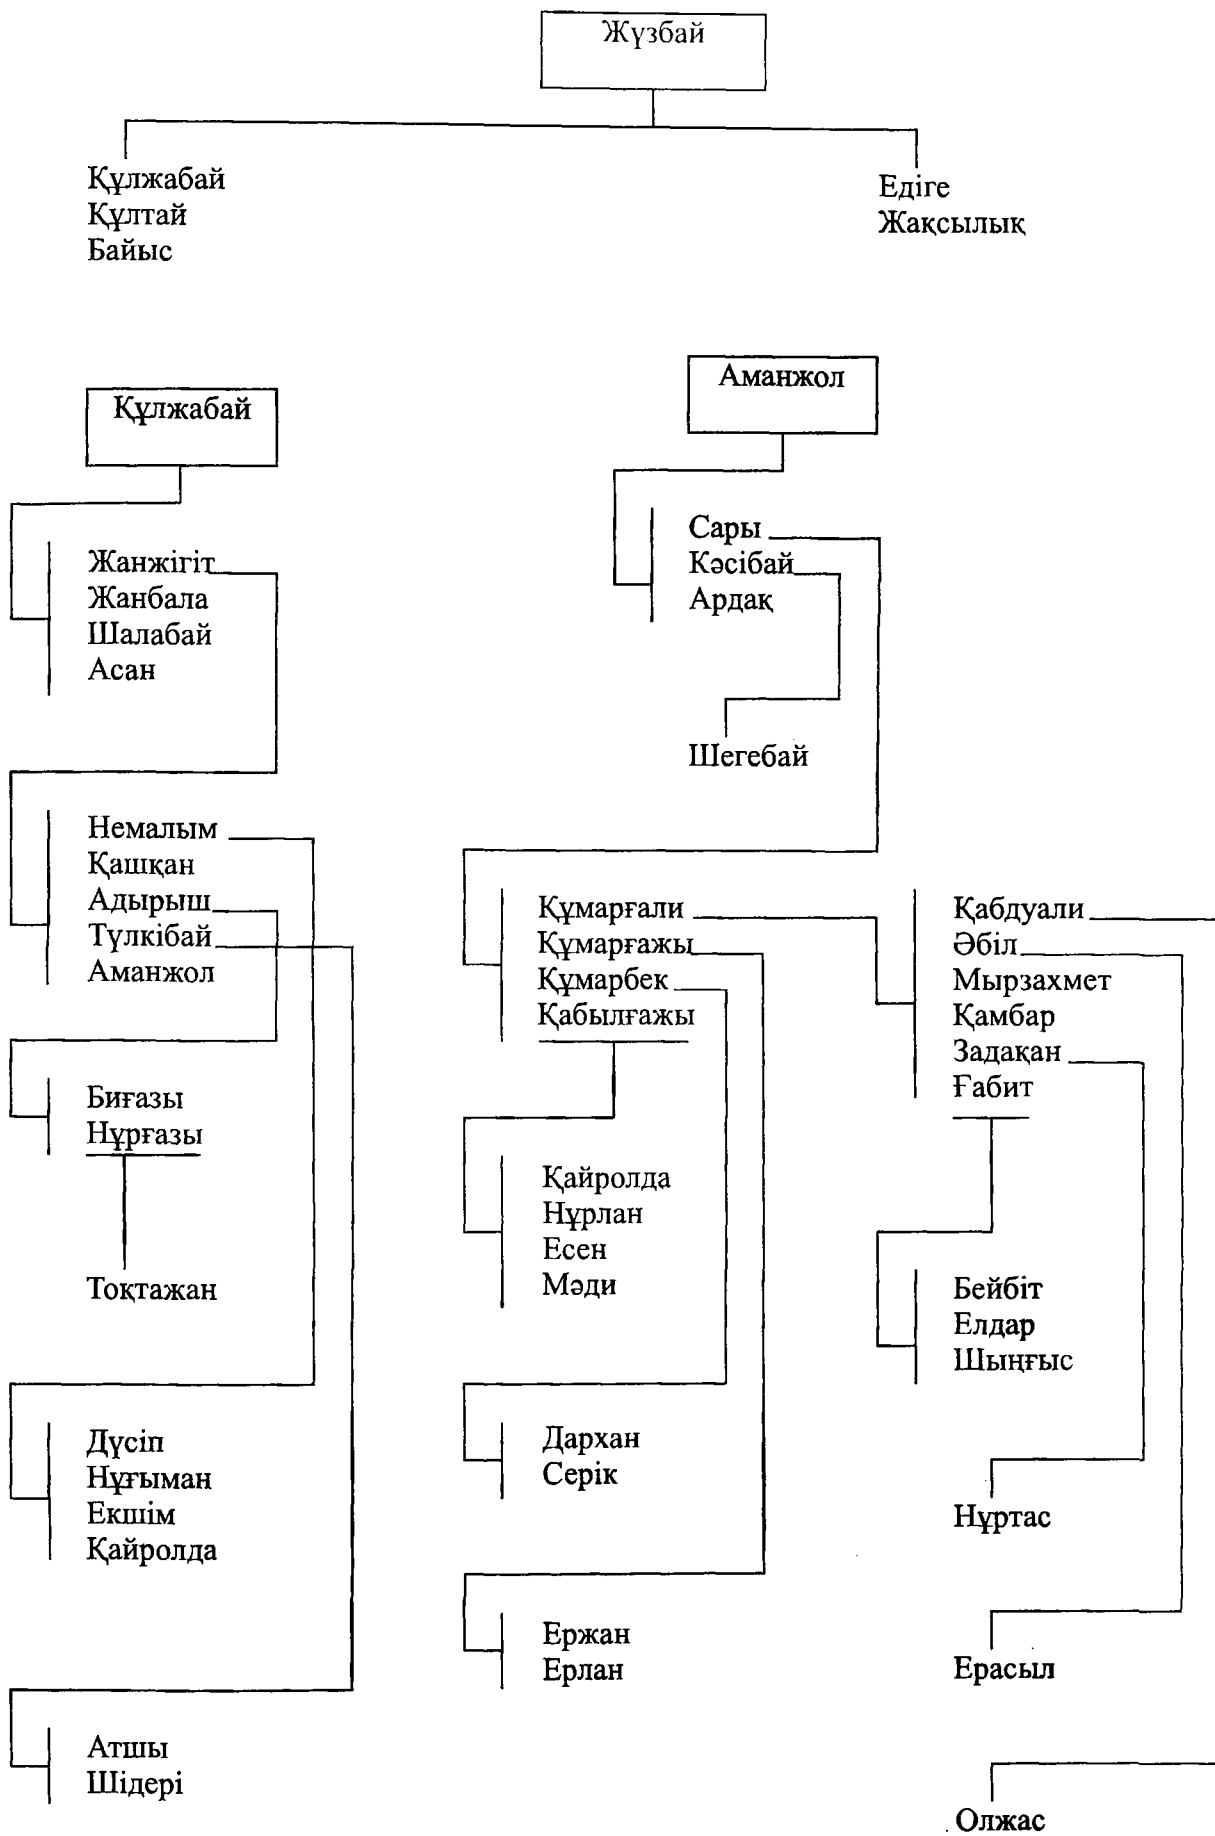 Жүзбай
Құлжабай
Құлтай
Байыс
Едіге
Жақсылық
Құлжабай
Жанжігіт
Жанбала
Шалабай
Асан
Немалым
Қашқан
Адырыш
Түлкібай
Аманжол
Биғазы
Нұрғазы
Тоқтажан
Дүсіп
Нұғыман
Екшім
Қайролда
Атшы
Шідері
Аманжол
Сары
Кәсібай
Ардақ
Шегебай
Құмарғали
Құмарғажы
Құмарбек
Қабылғажы
Қайролда
Нұрлан
Есен
Мәди
Дархан
Серік
Ержан
Ерлан
Қабдуали
Әбіл
Мырзахмет
Қамбар
Задақан
Ғабит
Бейбіт
Елдар
Шыңғыс
Нұртас
Ерасыл
Олжас